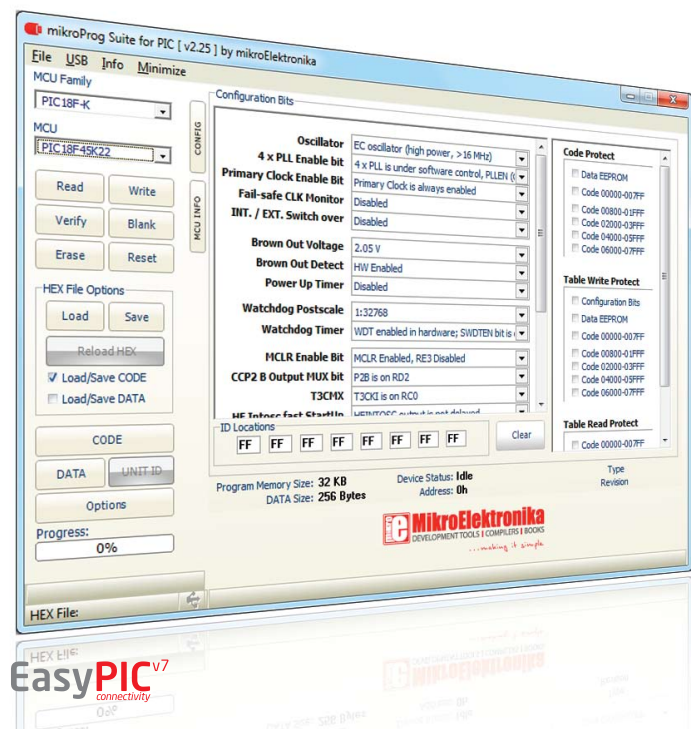 mikroProg Suite for PIC [ v2.25 ] by mikroElektronika
File USB Info Minimize
MCU Family
PIC18F-K
MCU
PIC18F45K22
Read Write
Verify Blank
Erase Reset
HEX File Options
Load Save
Reload HEX
Load/Save CODE
Load/Save DATA
CODE
DATA UNIT ID
Options
Progress:
0%
HEX File:
CONFIG
MCU INFO
Configuration Bits
Oscillator EC oscillator (high power, >16 MHz)
4 x PLL Enable bit 4 x PLL is under software control, PLLEN (
Primary Clock Enable Bit Primary Clock is always enabled
Fail-safe CLK Monitor Disabled
INT. / EXT. Switch over Disabled
Brown Out Voltage 2.05 V
Brown Out Detect HW Enabled
Power Up Timer Disabled
Watchdog Postscale 1:32768
Watchdog Timer WDT enabled in hardware; SWDTEN bit is
MCLR Enable Bit MCLR Enabled, RE3 Disabled
CCP2 B Output MUX bit P2B is on RD2
T3CMX T3CKI is on RC0
HF Intosc fast StartUp HFINTOSC output is not delayed
ID Locations
FF FF FF FF FF FF FF FF
Clear
Code Protect
Data EEPROM
Code 00000-007FF
Code 00800-01FFF
Code 02000-03FFF
Code 04000-05FFF
Code 06000-07FFF
Table Write Protect
Configuration Bits
Data EEPROM
Code 00000-007FF
Code 00800-01FFF
Code 02000-03FFF
Code 04000-05FFF
Code 06000-07FFF
Table Read Protect
Code 00000-007FF
Program Memory Size: 32 KB
DATA Size: 256 Bytes
Device Status: Idle
Address: 0h
Type
Revision
MikroElektronika
DEVELOPMENT TOOLS | COMPILERS | BOOKS
...making it simple
EasyPIC v7
connectivity